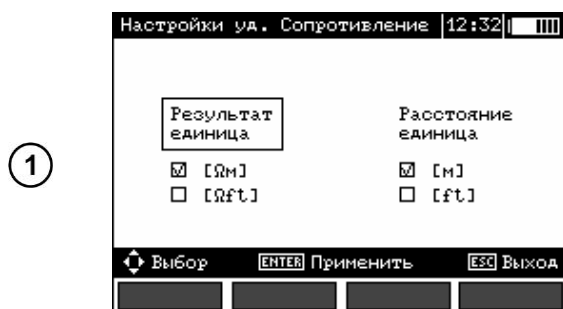 Настройки уд. Сопротивление 12:32
Результат
единица
Расстояние
единица
1
☑ [Ωм]
☑ [м]
☐ [Ωft]
☐ [ft]
Выбор ENTER Применить ESC Выход